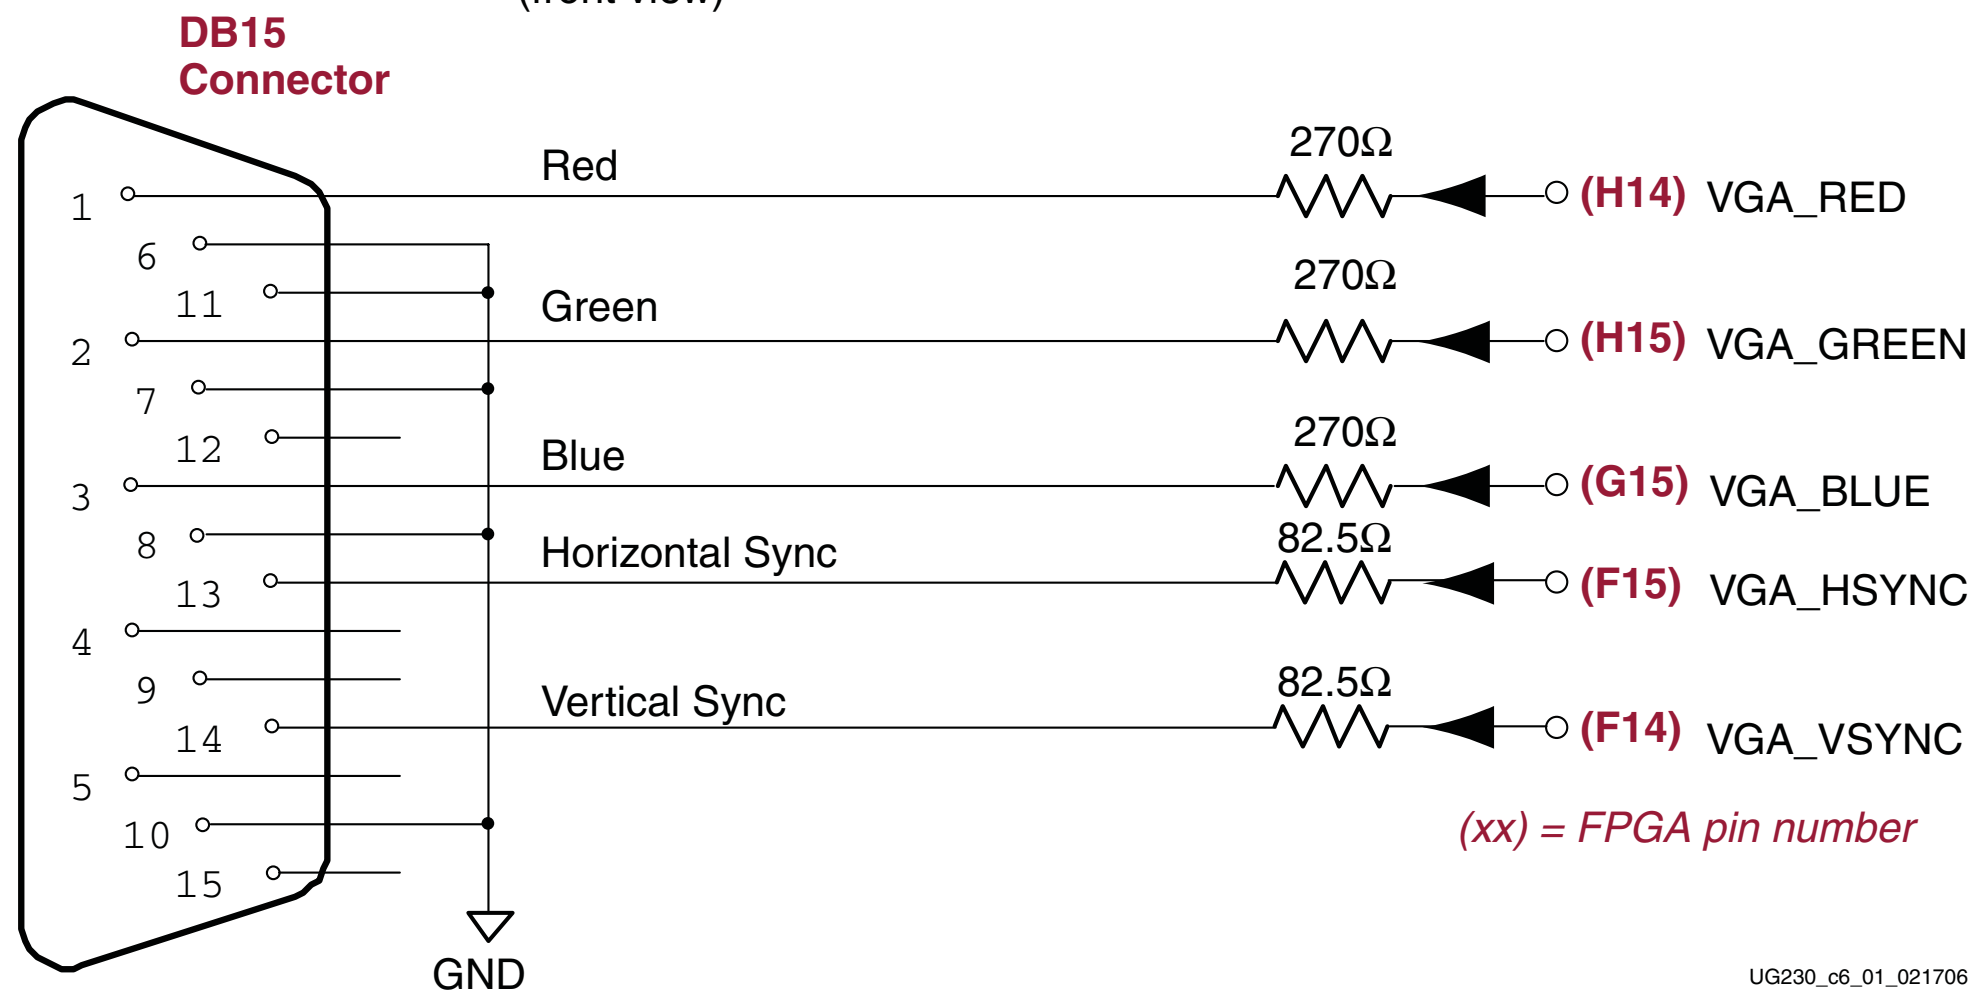 (front view)
DB15
Connector
270Ω
Red
1
(H14) VGA_RED
6
270Ω
11
Green
2
(H15) VGA_GREEN
7
270Ω
12
Blue
3
(G15) VGA_BLUE
82.5Ω
8
Horizontal Sync
13
(F15) VGA_HSYNC
4
82.5Ω
9
Vertical Sync
14
(F14) VGA_VSYNC
5
10
(xx) = FPGA pin number
15
GND
UG230_c6_01_021706